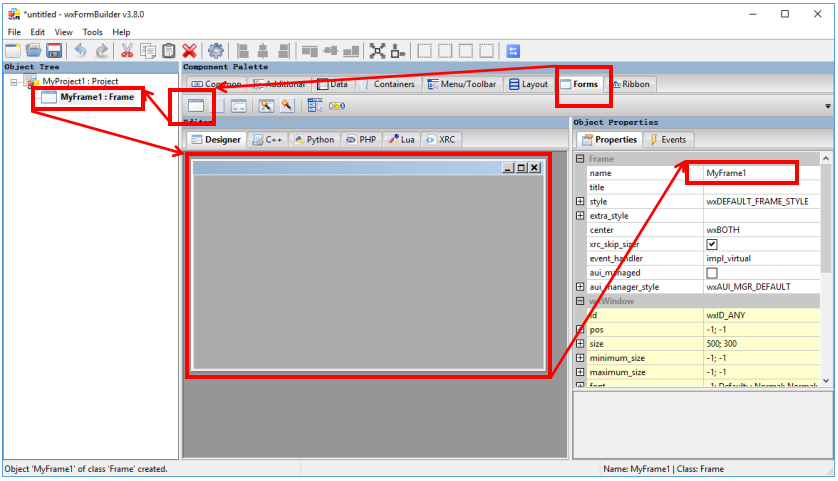 *untitled - wxFormBuilder v3.8.0
File Edit View Tools Help
Object Tree
MyProject1 : Project
MyFrame1 : Frame
Component Palette
Common Additional Data Containers Menu/Toolbar Layout Forms Ribbon
Editor
Designer C++ Python PHP Lua XRC
Object Properties
Properties Events
Frame
name MyFrame1
title
style wxDEFAULT_FRAME_STYLE
extra_style
center wxBOTH
xrc_skip_sizer
event_handler impl_virtual
aui_managed
aui_manager_style wxAUI_MGR_DEFAULT
wxWindow
id wxID_ANY
pos -1; -1
size 500; 300
minimum_size -1; -1
maximum_size -1; -1
font -1; Default; Normal; Normal;
Object 'MyFrame1' of class 'Frame' created.
Name: MyFrame1 | Class: Frame